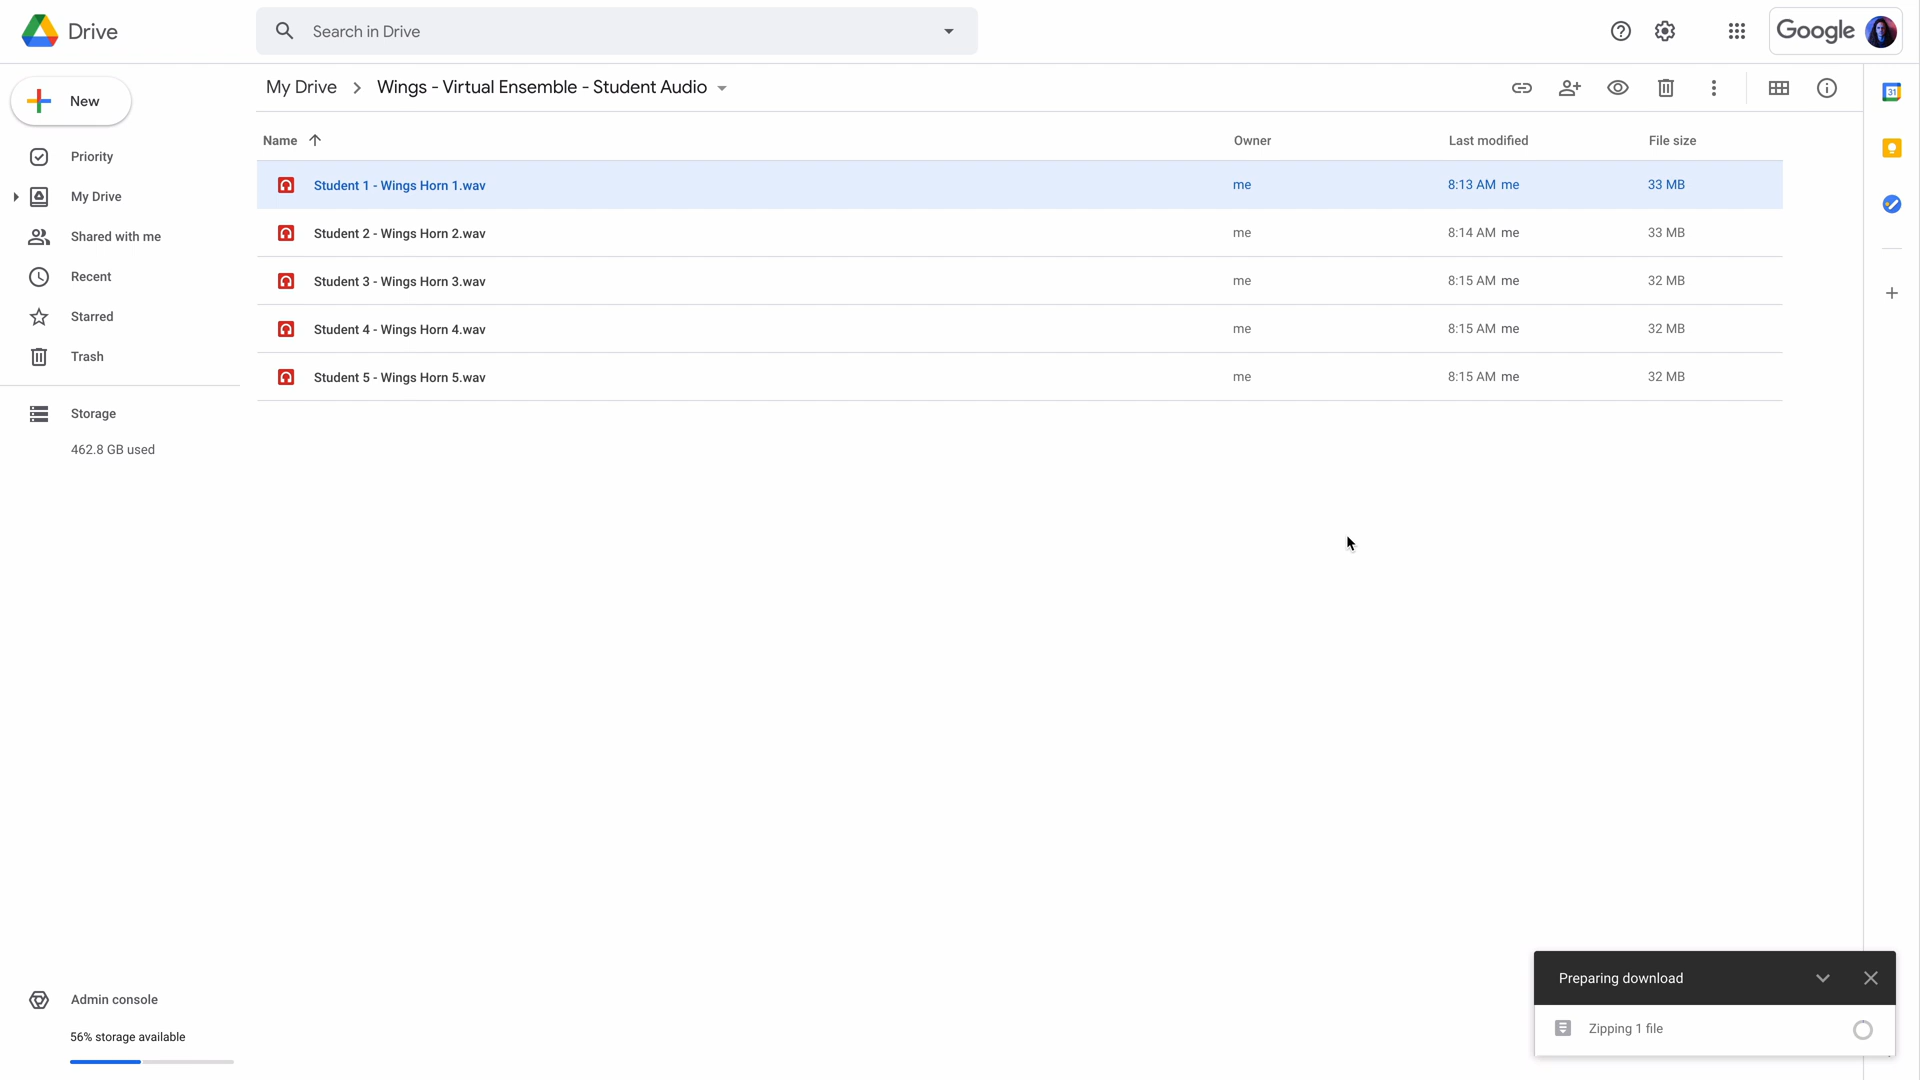 Drive
Search in Drive
Google
My Drive
Wings - Virtual Ensemble - Student Audio
31
New
Name
Owner
Last modified
File size
Priority
Student 1 - Wings Horn 1.wav
me
8:13 AM me
33 MB
My Drive
Student 2 - Wings Horn 2.wav
me
8:14 AM me
33 MB
Shared with me
Recent
Student 3 - Wings Horn 3.wav
me
8:15 AM me
32 MB
Starred
Student 4 - Wings Horn 4.wav
me
8:15 AM me
32 MB
Trash
Student 5 - Wings Horn 5.wav
me
8:15 AM me
32 MB
Storage
462.8 GB used
Admin console
56% storage available
Preparing download
Zipping 1 file